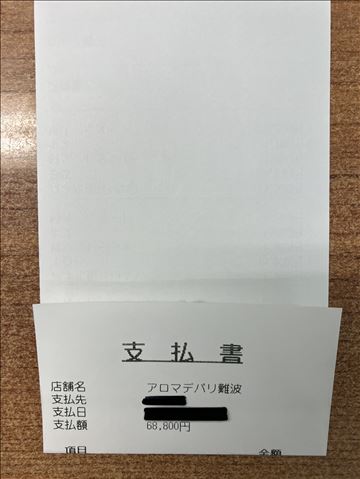 支払書
店舗名 アロマデパリ難波
支払先
支払日
支払額 68,800円
項目 金額